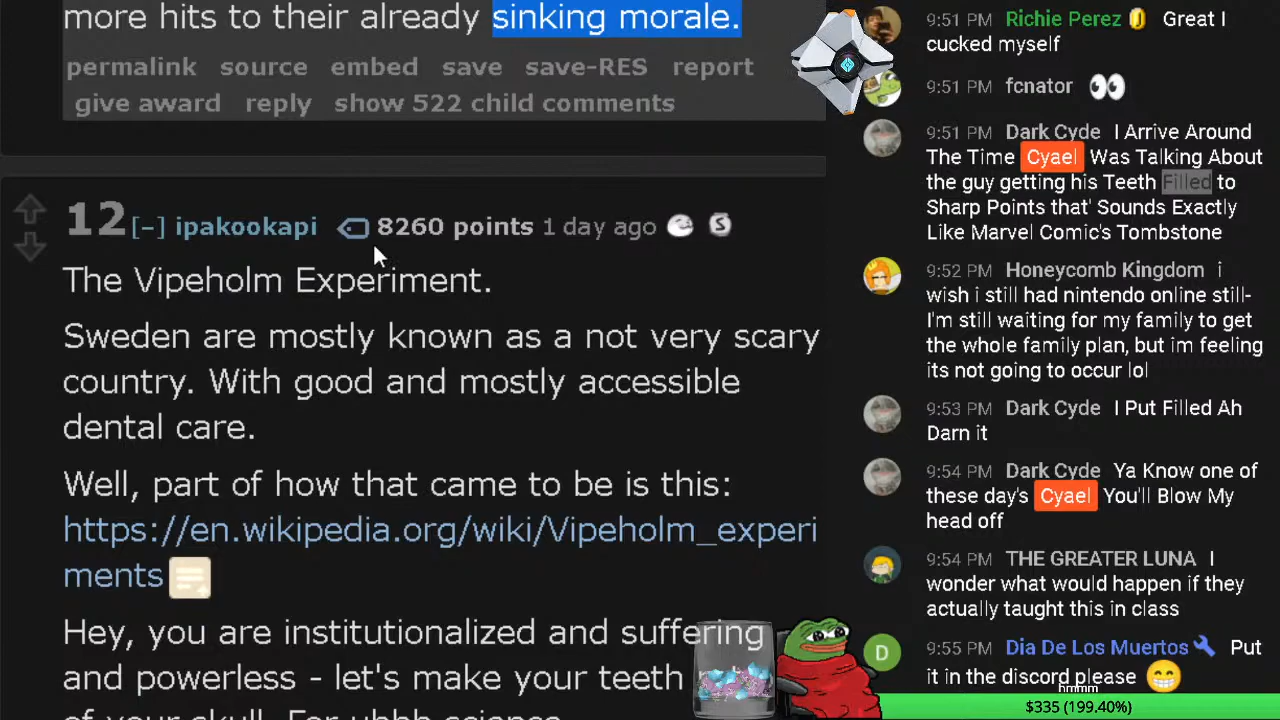 more hits to their already sinking morale.
permalink source embed save save-RES report
give award reply show 522 child comments
12 [–] ipakookapi 8260 points 1 day ago S
The Vipeholm Experiment.
Sweden are mostly known as a not very scary
country. With good and mostly accessible
dental care.
Well, part of how that came to be is this:
https://en.wikipedia.org/wiki/Vipeholm_experi
ments
Hey, you are institutionalized and suffering
and powerless - let's make your teeth
of your skull. For uhhh science.
9:51 PM Richie Perez Great I
cucked myself
9:51 PM fcnator
9:51 PM Dark Cyde I Arrive Around
The Time Cyael Was Talking About
the guy getting his Teeth Filled to
Sharp Points that' Sounds Exactly
Like Marvel Comic's Tombstone
9:52 PM Honeycomb Kingdom i
wish i still had nintendo online still-
I'm still waiting for my family to get
the whole family plan, but im feeling
its not going to occur lol
9:53 PM Dark Cyde I Put Filled Ah
Darn it
9:54 PM Dark Cyde Ya Know one of
these day's Cyael You'll Blow My
head off
9:54 PM THE GREATER LUNA I
wonder what would happen if they
actually taught this in class
D 9:55 PM Dia De Los Muertos Put
it in the discord please
hmmm
$335 (199.40%)